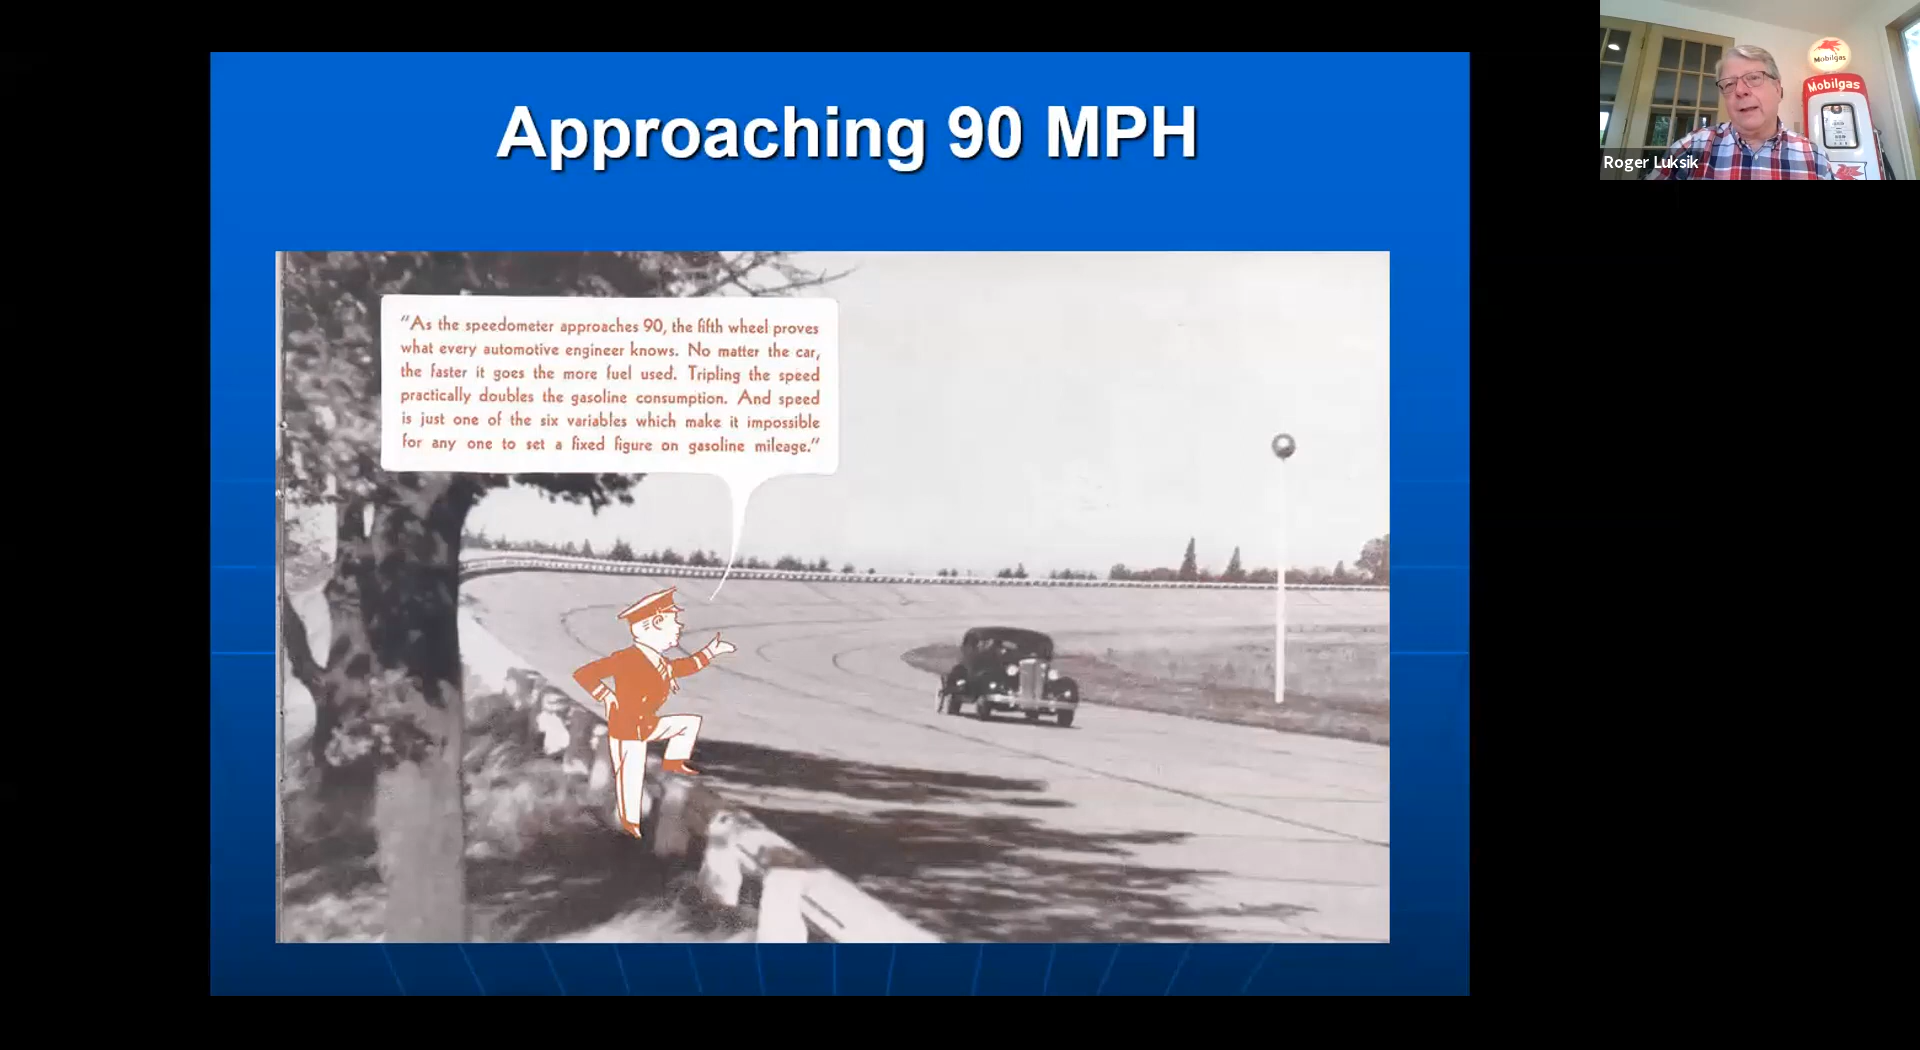 Approaching 90 MPH
"As the speedometer approaches 90, the fifth wheel proves
what every automotive engineer knows. No matter the car,
the faster it goes the more fuel used. Tripling the speed
practically doubles the gasoline consumption. And speed
is just one of the six variables which make it impossible
for any one to set a fixed figure on gasoline mileage."
Mobilgas
Mobilgas
Roger Luksik